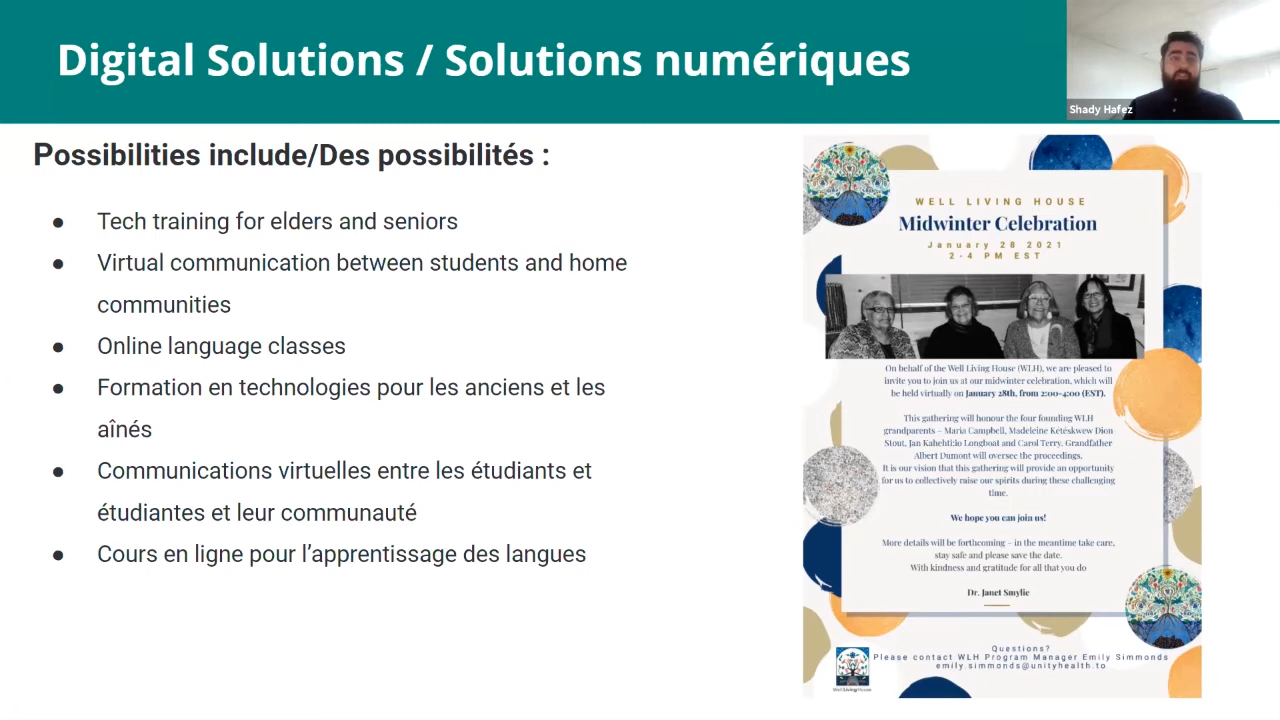 Digital Solutions / Solutions numériques
Shady Hafez
Possibilities include/Des possibilités :
● Tech training for elders and seniors
● Virtual communication between students and home
communities
● Online language classes
● Formation en technologies pour les anciens et les
aînés
● Communications virtuelles entre les étudiants et
étudiantes et leur communauté
● Cours en ligne pour l’apprentissage des langues
WELL LIVING HOUSE
Midwinter Celebration
January 28 2021
2-4 PM EST
On behalf of the Well Living House (WLH), we are pleased to
invite you to join us at our midwinter celebration, which will
be held virtually on January 28th, from 2:00-4:00 (EST).
This gathering will honour the four founding WLH
grandparents – Maria Campbell, Madeleine Kétéskwew Dion
Stout, Jan Kahehti:io Longboat and Carol Terry. Grandfather
Albert Dumont will oversee the proceedings.
It is our vision that this gathering will provide an opportunity
for us to collectively raise our spirits during these challenging
time.
We hope you can join us!
More details will be forthcoming – in the meantime take care,
stay safe and please save the date.
With kindness and gratitude for all that you do
Dr. Janet Smylie
Questions?
Please contact WLH Program Manager Emily Simmonds
emily.simmonds@unityhealth.to
Well Living House